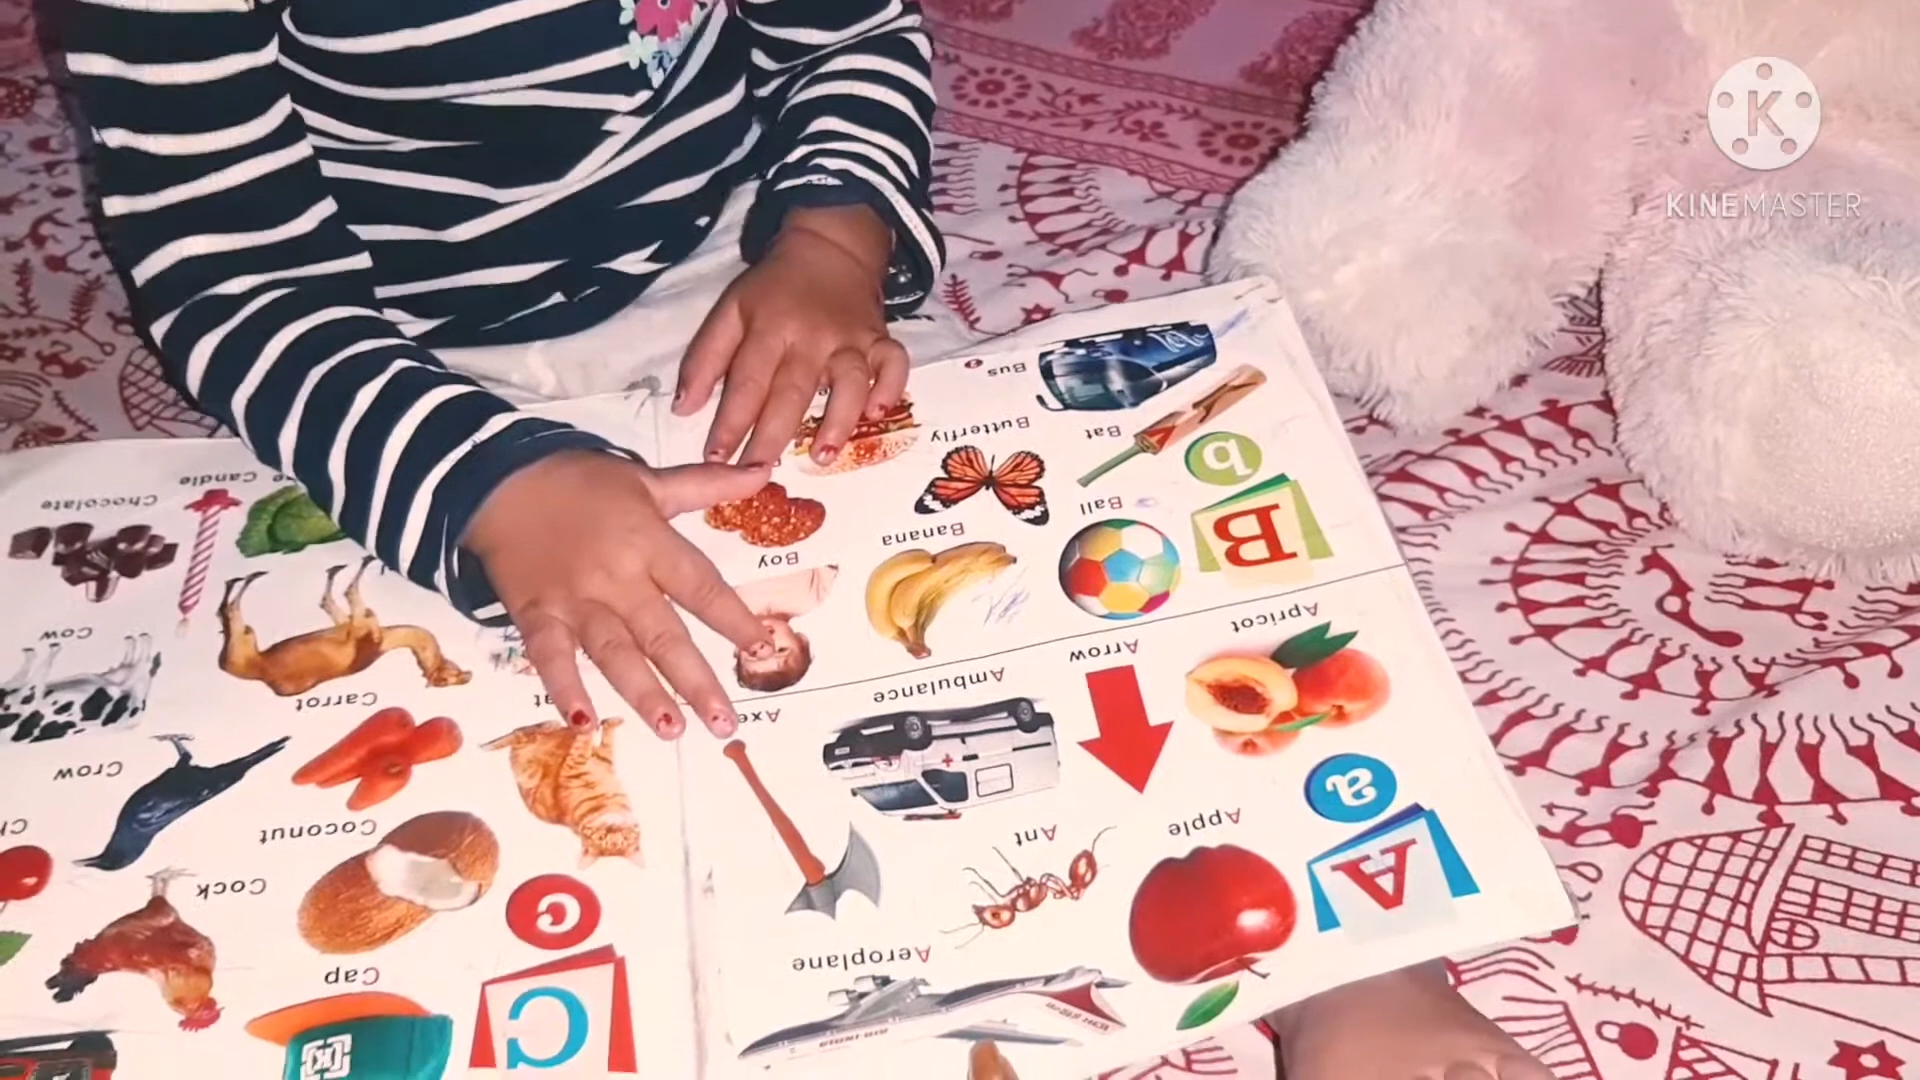 K
KINEMASTER
A
a
Apple
Apricot
Arrow
Ant
Ambulance
Axe
Aeroplane
B
b
Ball
Bat
Bus
Banana
Butterfly
Boy
C
c
Cap
Coconut
Carrot
Cock
Crow
Cow
Candle
Chocolate